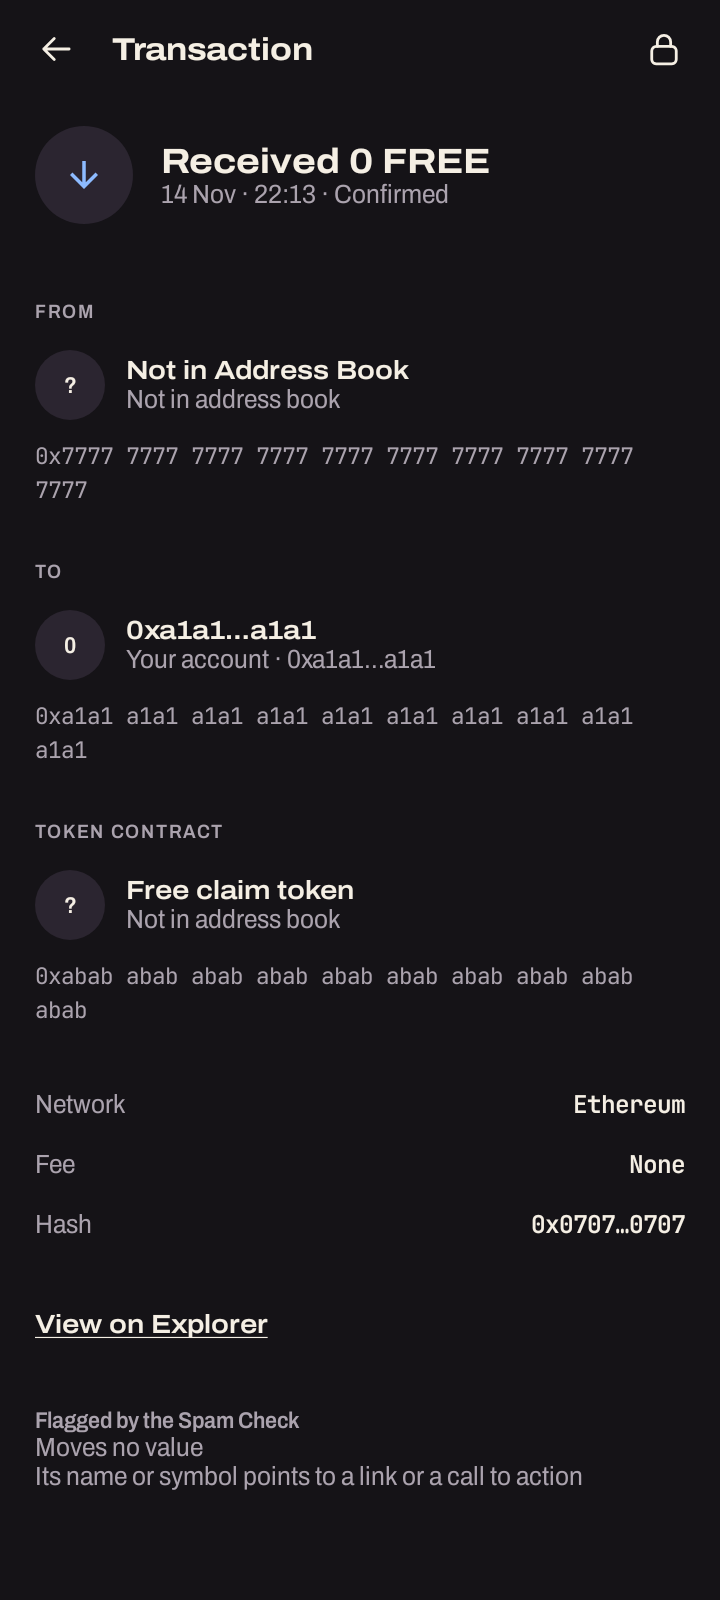 Transaction
Received 0 FREE
14 Nov · 22:13 · Confirmed
FROM
?
Not in Address Book
Not in address book
0x7777 7777 7777 7777 7777 7777 7777 7777 7777
7777
TO
0
0xa1a1…a1a1
Your account · 0xa1a1…a1a1
0xa1a1 a1a1 a1a1 a1a1 a1a1 a1a1 a1a1 a1a1 a1a1
a1a1
TOKEN CONTRACT
?
Free claim token
Not in address book
0xabab abab abab abab abab abab abab abab abab
abab
Network Ethereum
Fee None
Hash 0x0707…0707
View on Explorer
Flagged by the Spam Check
Moves no value
Its name or symbol points to a link or a call to action